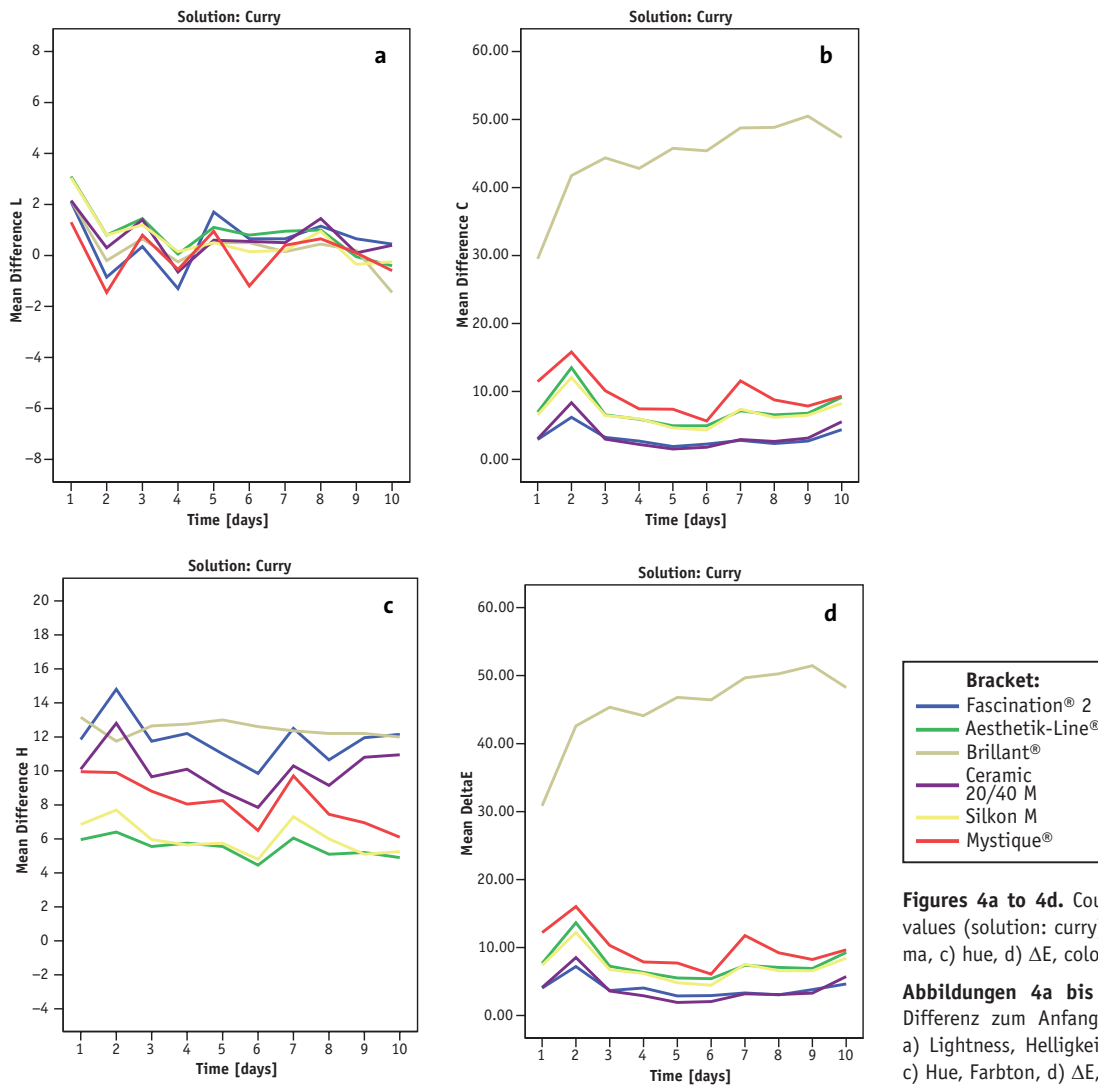 Solution: Curry
a
Mean Difference L
8
6
4
2
0
−2
−4
−6
−8
1 2 3 4 5 6 7 8 9 10
Time [days]
Solution: Curry
b
Mean Difference C
60.00
50.00
40.00
30.00
20.00
10.00
0.00
1 2 3 4 5 6 7 8 9 10
Time [days]
Solution: Curry
c
Mean Difference H
20
18
16
14
12
10
8
6
4
2
0
−2
−4
1 2 3 4 5 6 7 8 9 10
Time [days]
Solution: Curry
d
Mean DeltaE
60.00
50.00
40.00
30.00
20.00
10.00
0.00
1 2 3 4 5 6 7 8 9 10
Time [days]
Bracket:
Fascination® 2
Aesthetik-Line®
Brillant®
Ceramic
20/40 M
Silkon M
Mystique®
Figures 4a to 4d. Cou
values (solution: curry
ma, c) hue, d) ΔE, colo
Abbildungen 4a bis
Differenz zum Anfang
a) Lightness, Helligkei
c) Hue, Farbton, d) ΔE,